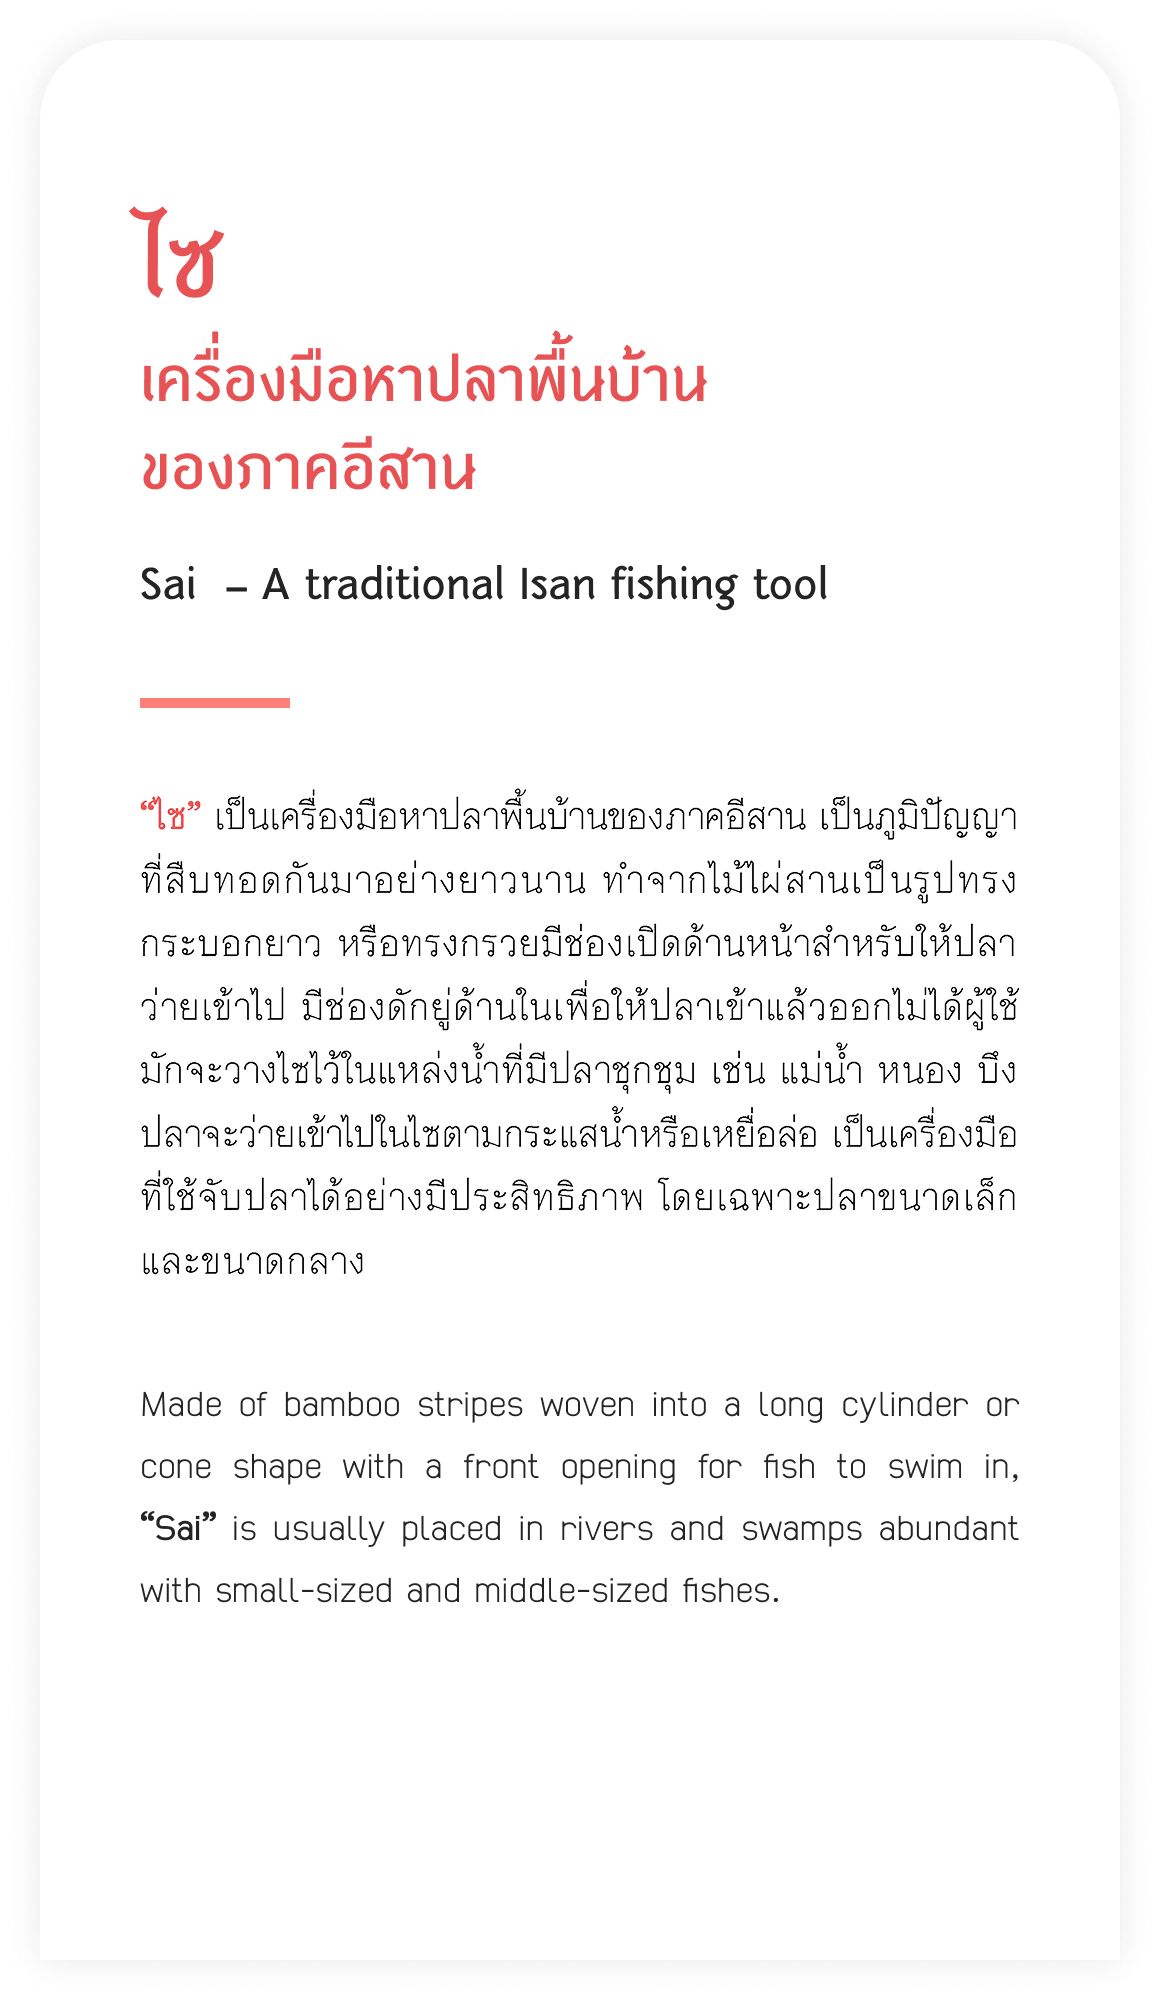 ไซ
เครื่องมือหาปลาพื้นบ้าน
ของภาคอีสาน
Sai – A traditional Isan fishing tool
“ไซ” เป็นเครื่องมือหาปลาพื้นบ้านของภาคอีสาน เป็นภูมิปัญญา
ที่สืบทอดกันมาอย่างยาวนาน ทำจากไม้ไผ่สานเป็นรูปทรง
กระบอกยาว หรือทรงกรวยมีช่องเปิดด้านหน้าสำหรับให้ปลา
ว่ายเข้าไป มีช่องดักยู่ด้านในเพื่อให้ปลาเข้าแล้วออกไม่ได้ผู้ใช้
มักจะวางไซไว้ในแหล่งน้ำที่มีปลาชุกชุม เช่น แม่น้ำ หนอง บึง
ปลาจะว่ายเข้าไปในไซตามกระแสน้ำหรือเหยื่อล่อ เป็นเครื่องมือ
ที่ใช้จับปลาได้อย่างมีประสิทธิภาพ โดยเฉพาะปลาขนาดเล็ก
และขนาดกลาง
Made of bamboo stripes woven into a long cylinder or
cone shape with a front opening for fish to swim in,
“Sai” is usually placed in rivers and swamps abundant
with small-sized and middle-sized fishes.